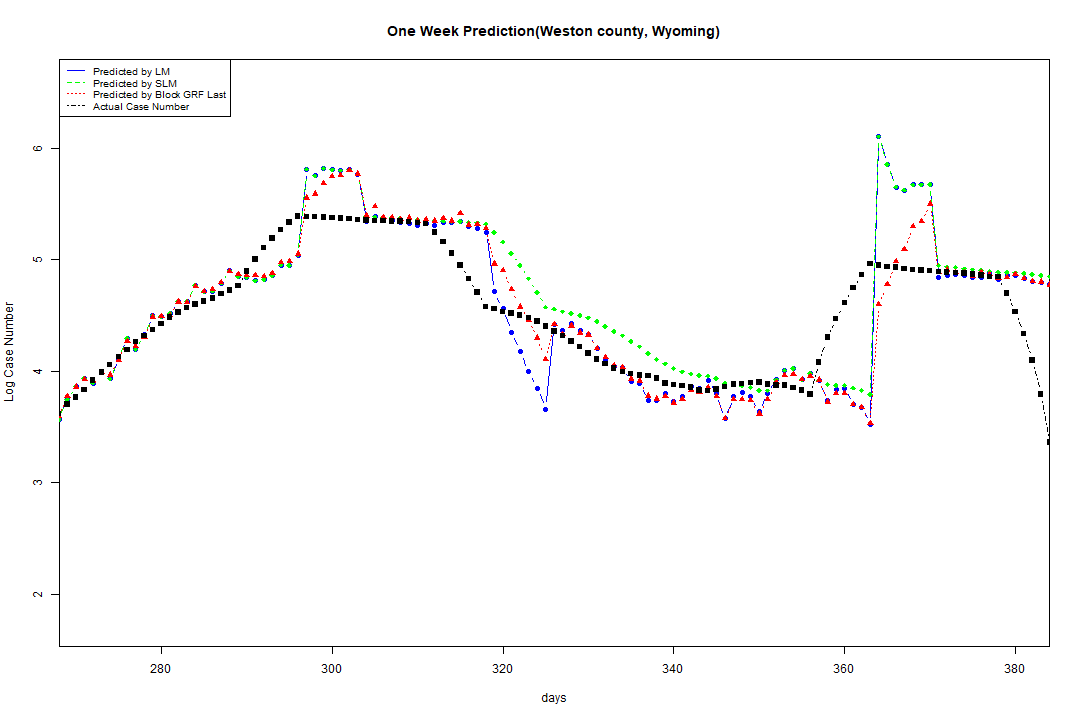 One Week Prediction(Weston county, Wyoming)
Predicted by LM
Predicted by SLM
Predicted by Block GRF Last
Actual Case Number
6
5
4
3
2
Log Case Number
280 300 320 340 360 380
days